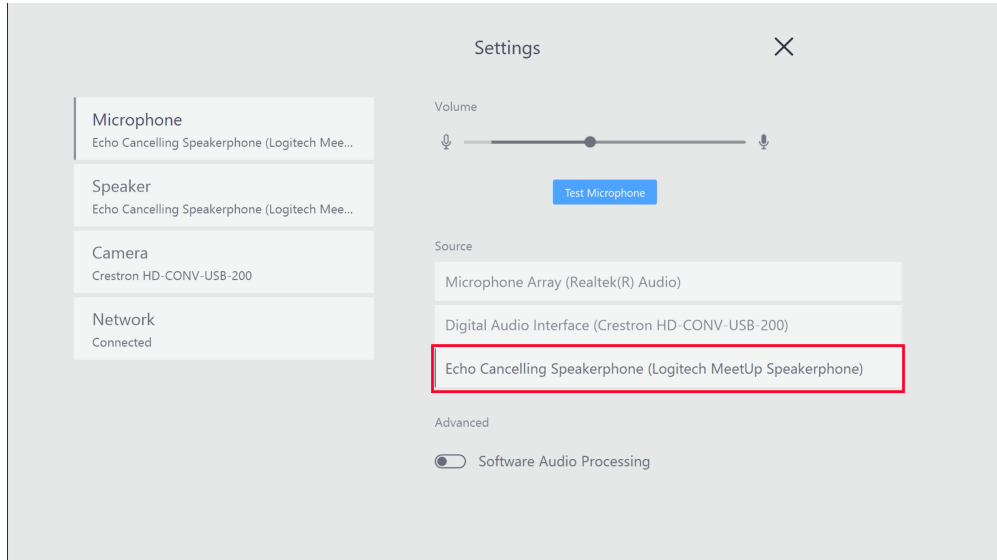 Settings
Microphone
Echo Cancelling Speakerphone (Logitech Mee...
Speaker
Echo Cancelling Speakerphone (Logitech Mee...
Camera
Crestron HD-CONV-USB-200
Network
Connected
Volume
Test Microphone
Source
Microphone Array (Realtek(R) Audio)
Digital Audio Interface (Crestron HD-CONV-USB-200)
Echo Cancelling Speakerphone (Logitech MeetUp Speakerphone)
Advanced
Software Audio Processing